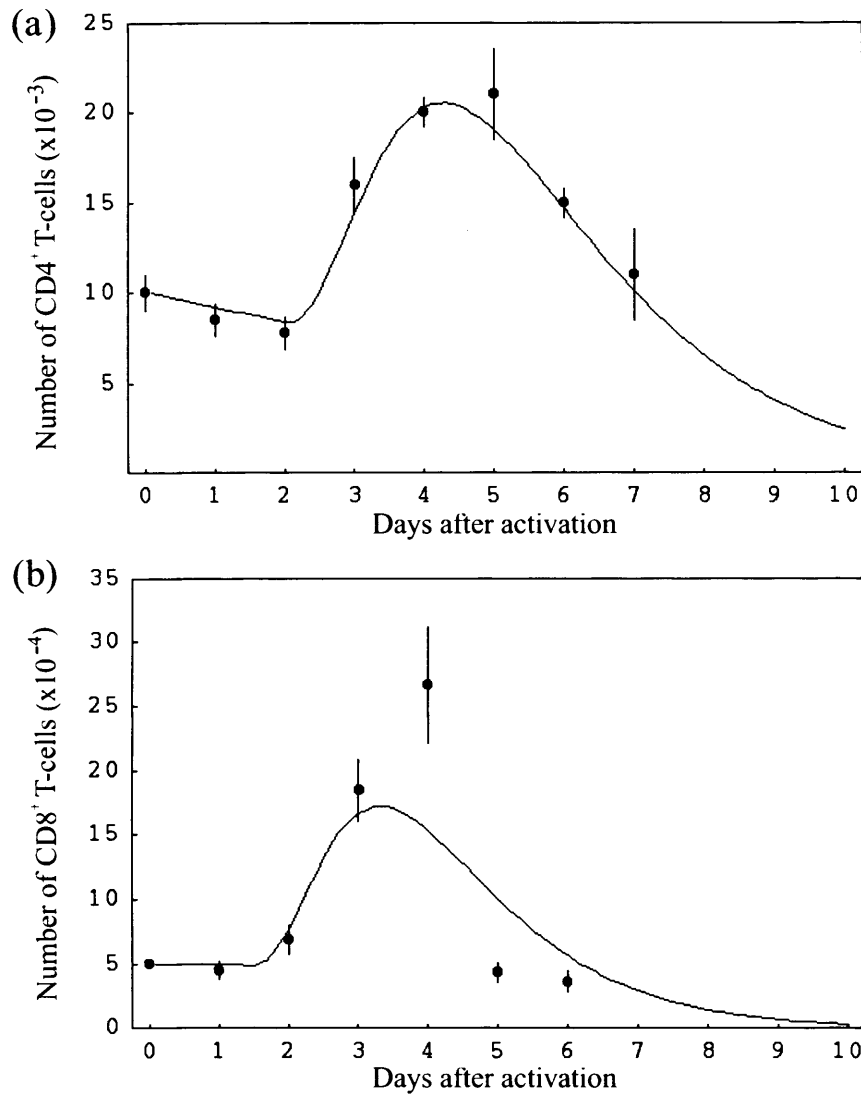 (a)
Number of CD4⁺ T-cells (x10⁻³)
25
20
15
10
5
0 1 2 3 4 5 6 7 8 9 10
Days after activation
(b)
Number of CD8⁺ T-cells (x10⁻⁴)
35
30
25
20
15
10
5
0
0 1 2 3 4 5 6 7 8 9 10
Days after activation